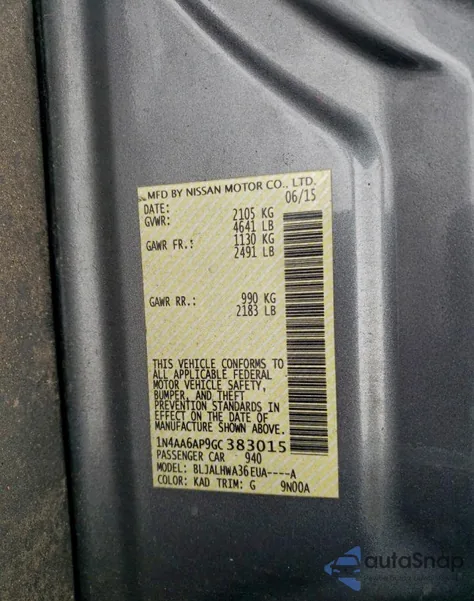 MFD BY NISSAN MOTOR CO., LTD.
DATE: 06/15
GVWR: 2105 KG
4641 LB
GAWR FR.: 1130 KG
2491 LB
GAWR RR.: 990 KG
2183 LB
THIS VEHICLE CONFORMS TO
ALL APPLICABLE FEDERAL
MOTOR VEHICLE SAFETY,
BUMPER, AND THEFT
PREVENTION STANDARDS IN
EFFECT ON THE DATE OF
MANUFACTURE SHOWN ABOVE.
1N4AA6AP9GC383015
PASSENGER CAR 940
MODEL: BLJALHWA36EUA----A
COLOR: KAD TRIM: G 9N00A
autaSnap